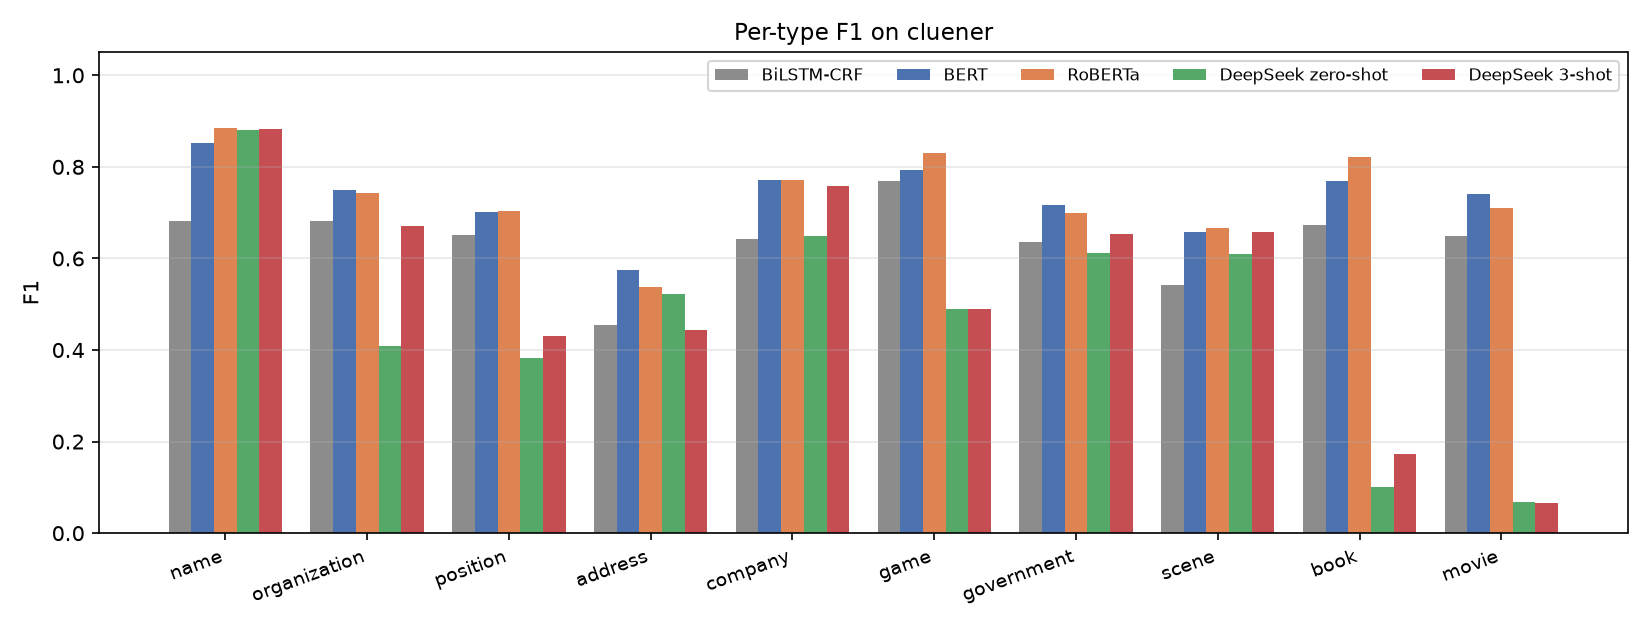 Per-type F1 on cluener
BiLSTM-CRF BERT RoBERTa DeepSeek zero-shot DeepSeek 3-shot
1.0
0.8
0.6
0.4
0.2
0.0
F1
name organization position address company game government scene book movie